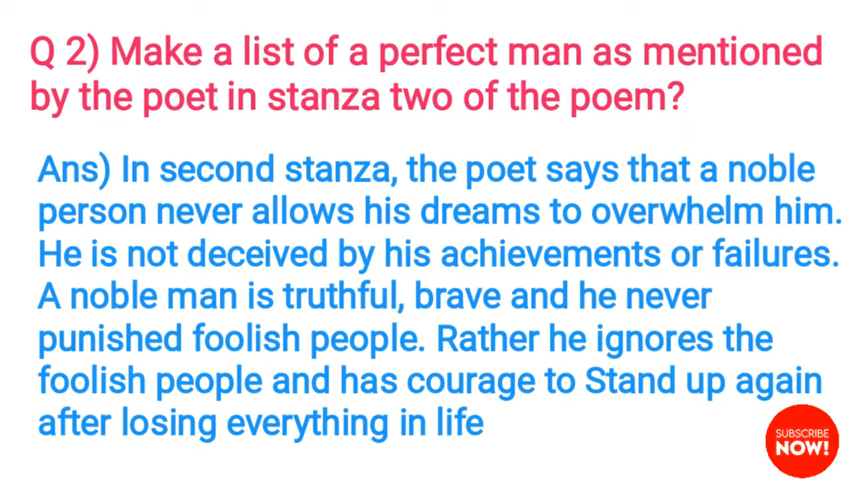 Q 2) Make a list of a perfect man as mentioned
by the poet in stanza two of the poem?
Ans) In second stanza, the poet says that a noble
person never allows his dreams to overwhelm him.
He is not deceived by his achievements or failures.
A noble man is truthful, brave and he never
punished foolish people. Rather he ignores the
foolish people and has courage to Stand up again
after losing everything in life
SUBSCRIBE
NOW!